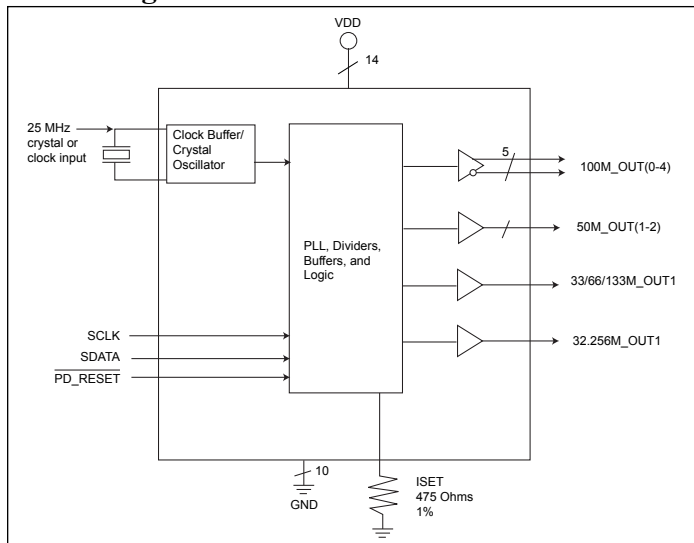 VDD
14
25 MHz
crystal or
clock input
Clock Buffer/
Crystal
Oscillator
5
100M_OUT(0-4)
50M_OUT(1-2)
PLL, Dividers,
Buffers, and
Logic
33/66/133M_OUT1
32.256M_OUT1
SCLK
SDATA
PD_RESET
10
GND
ISET
475 Ohms
1%